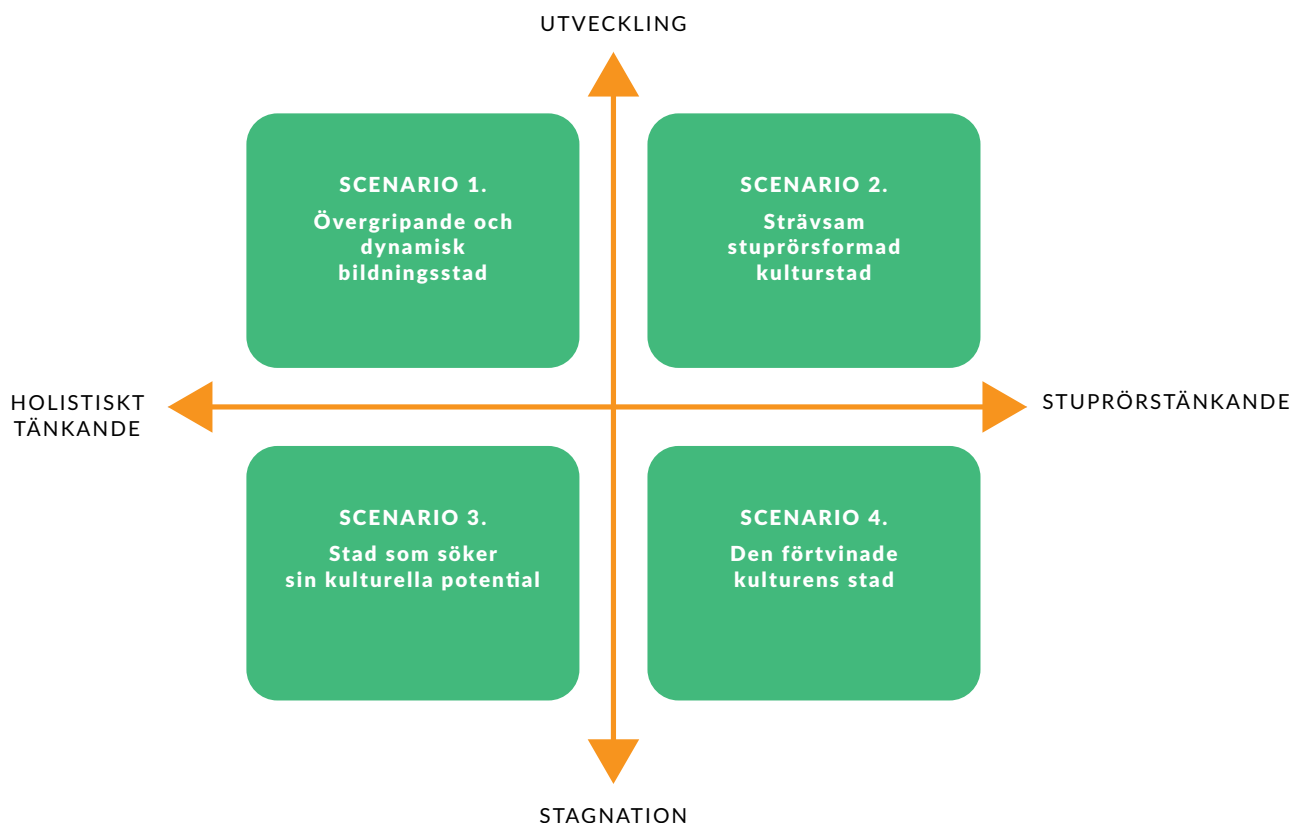 UTVECKLING
SCENARIO 1.
Övergripande och
dynamisk
bildningsstad
SCENARIO 2.
Strävsam
stuprörsformad
kulturstad
HOLISTISKT
TÄNKANDE
STUPRÖRSTÄNKANDE
SCENARIO 3.
Stad som söker
sin kulturella potential
SCENARIO 4.
Den förtvinade
kulturens stad
STAGNATION